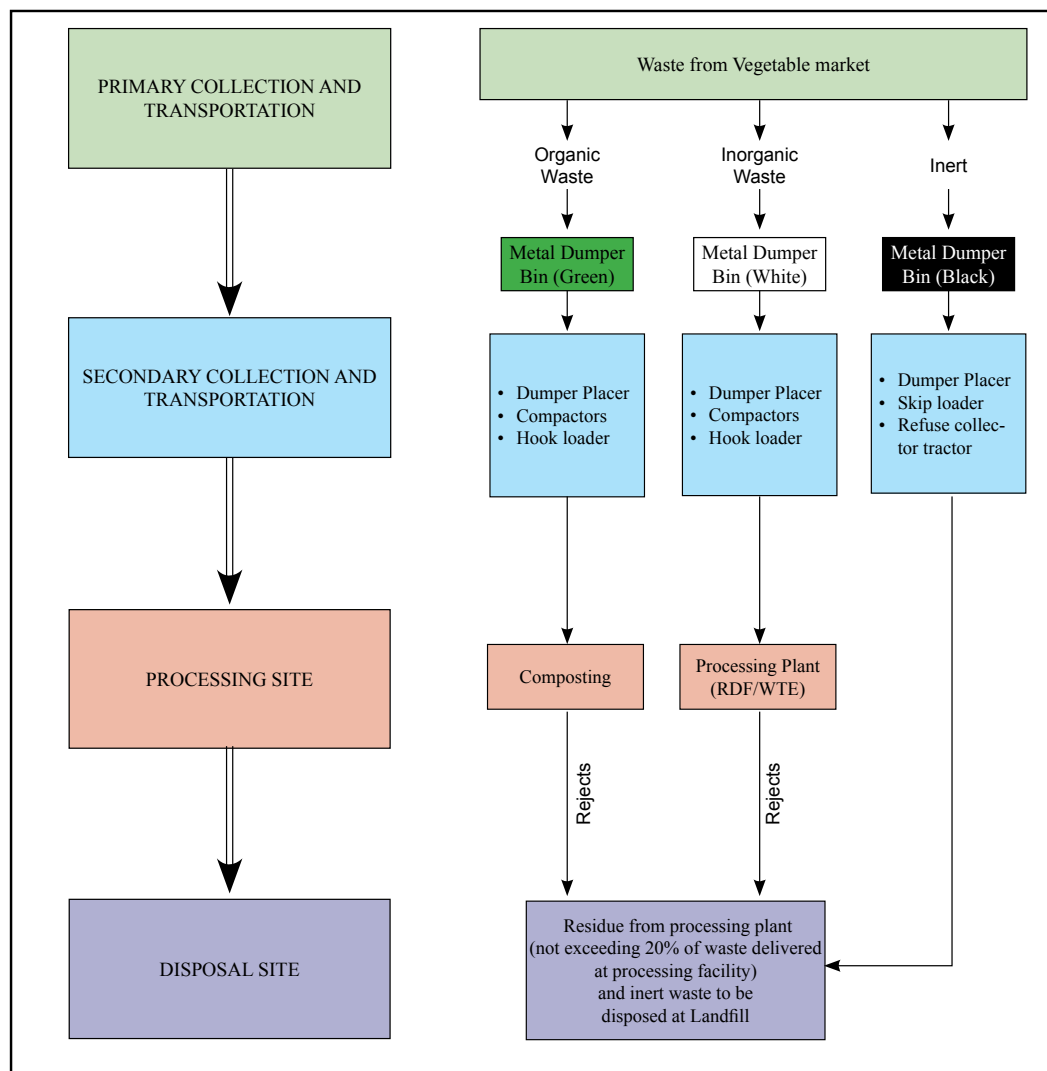 PRIMARY COLLECTION AND
TRANSPORTATION
SECONDARY COLLECTION AND
TRANSPORTATION
PROCESSING SITE
DISPOSAL SITE
Waste from Vegetable market
Organic
Waste
Inorganic
Waste
Inert
Metal Dumper
Bin (Green)
Metal Dumper
Bin (White)
Metal Dumper
Bin (Black)
• Dumper Placer
• Compactors
• Hook loader
• Dumper Placer
• Compactors
• Hook loader
• Dumper Placer
• Skip loader
• Refuse collec-
tor tractor
Composting
Processing Plant
(RDF/WTE)
Rejects
Rejects
Residue from processing plant
(not exceeding 20% of waste delivered
at processing facility)
and inert waste to be
disposed at Landfill